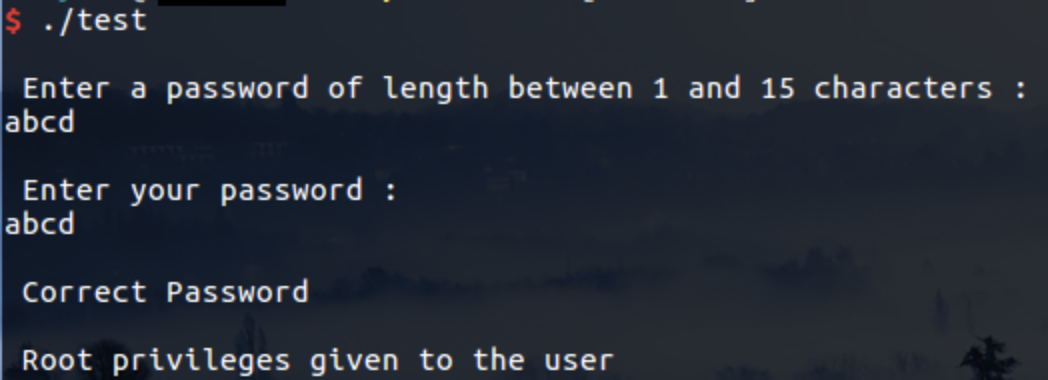 $ ./test
Enter a password of length between 1 and 15 characters :
abcd
Enter your password :
abcd
Correct Password
Root privileges given to the user